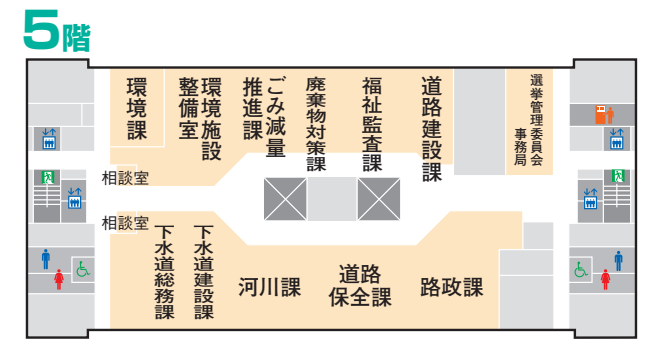 5階
環境課
環境施設
整備室
ごみ減量
推進課
廃棄物対策課
福祉監査課
道路建設課
選挙管理委員会
事務局
相談室
相談室
下水道総務課
下水道建設課
河川課
道路
保全課
路政課